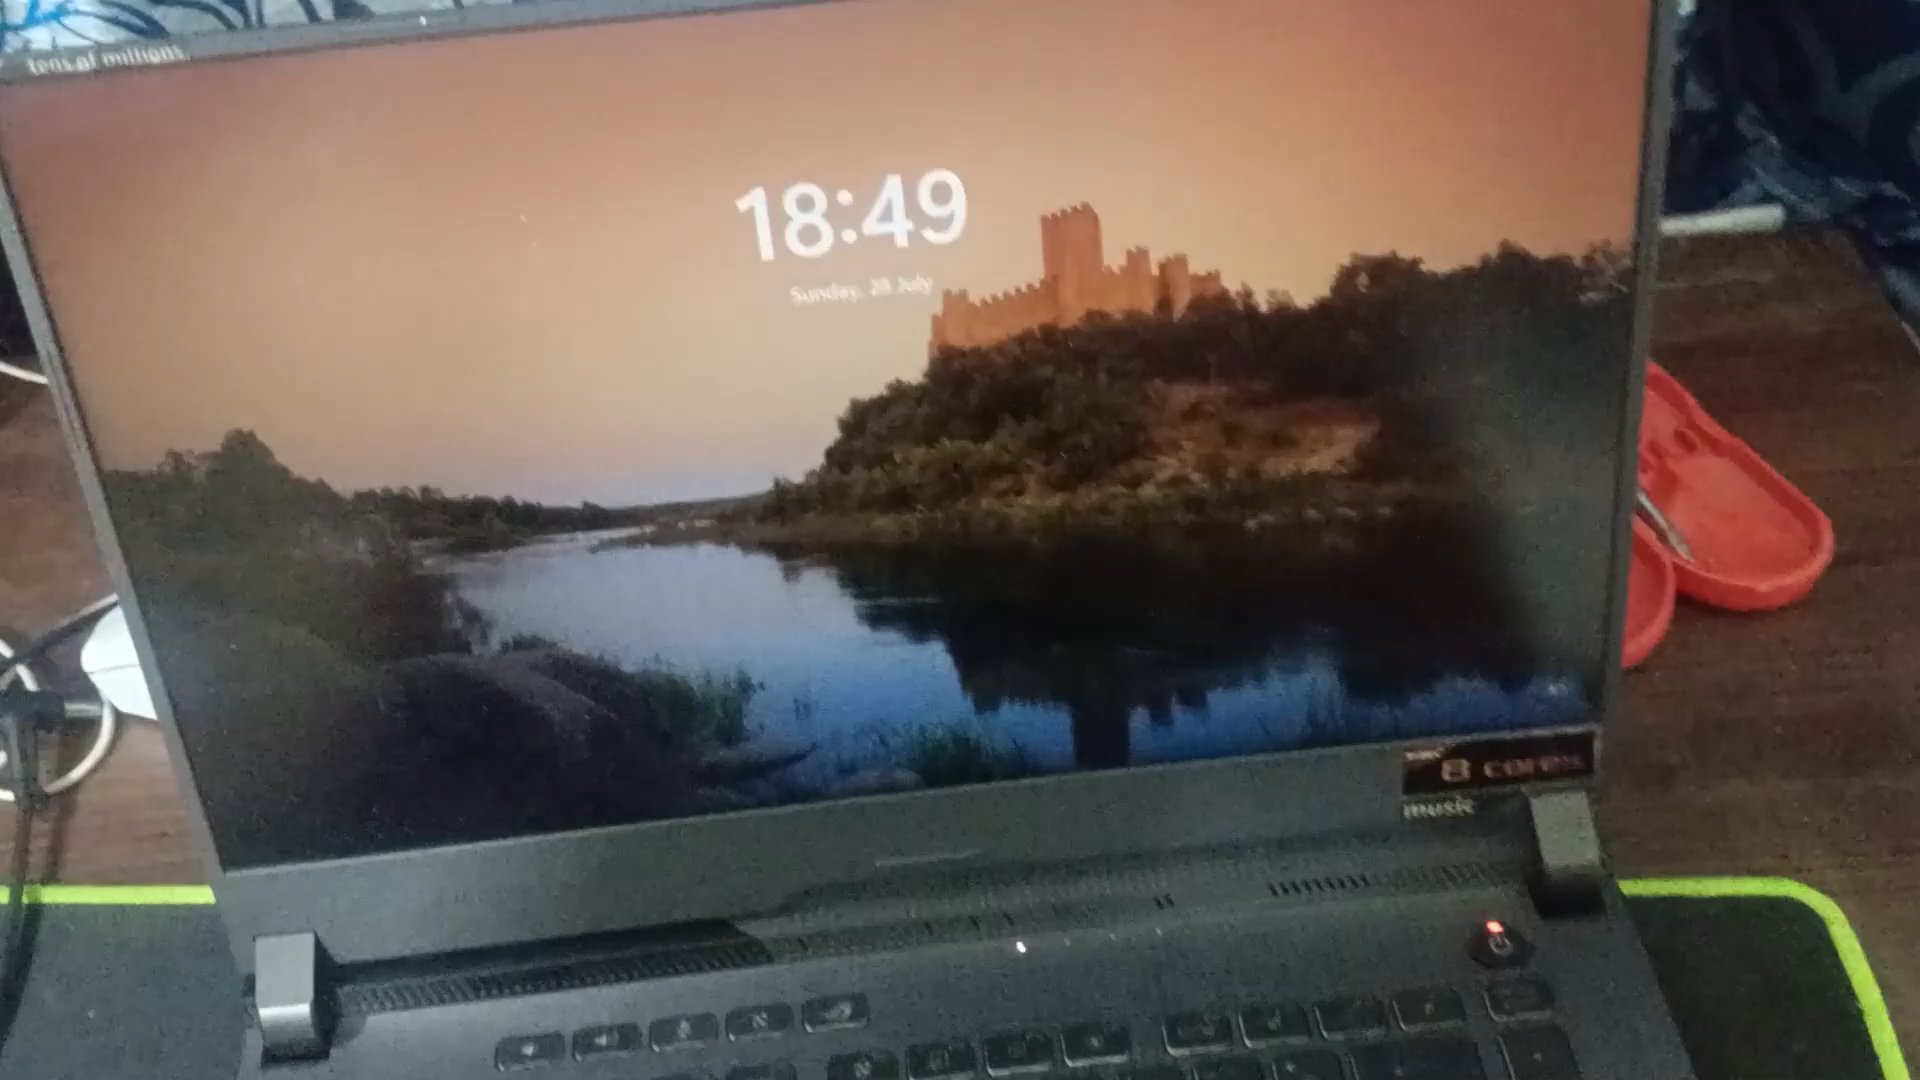 tens of millions
18:49
Sunday, 28 July
8 cores
music